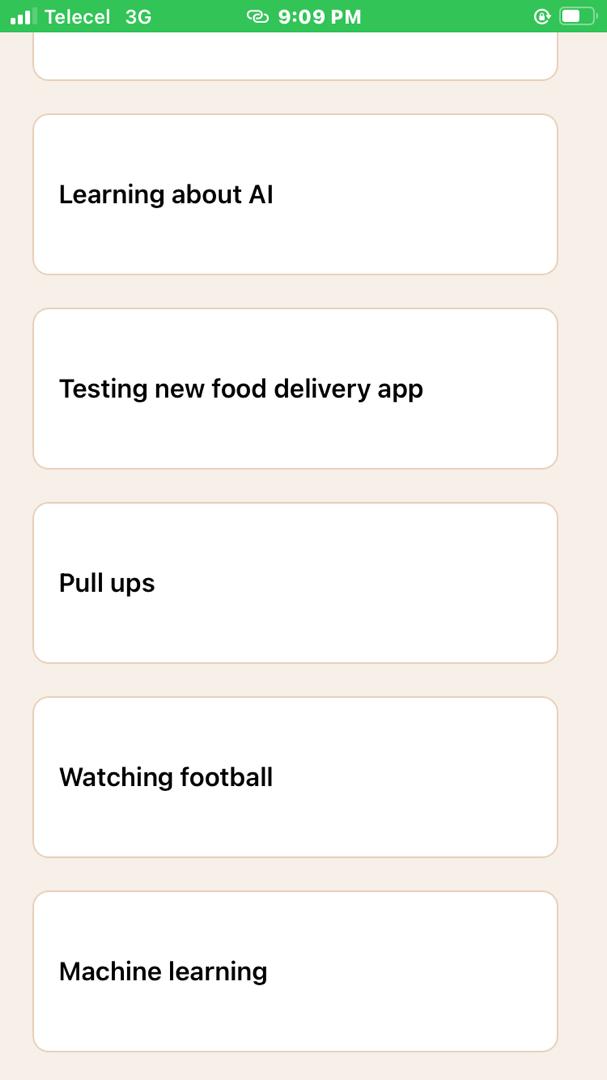 Telecel 3G 9:09 PM
Learning about AI
Testing new food delivery app
Pull ups
Watching football
Machine learning